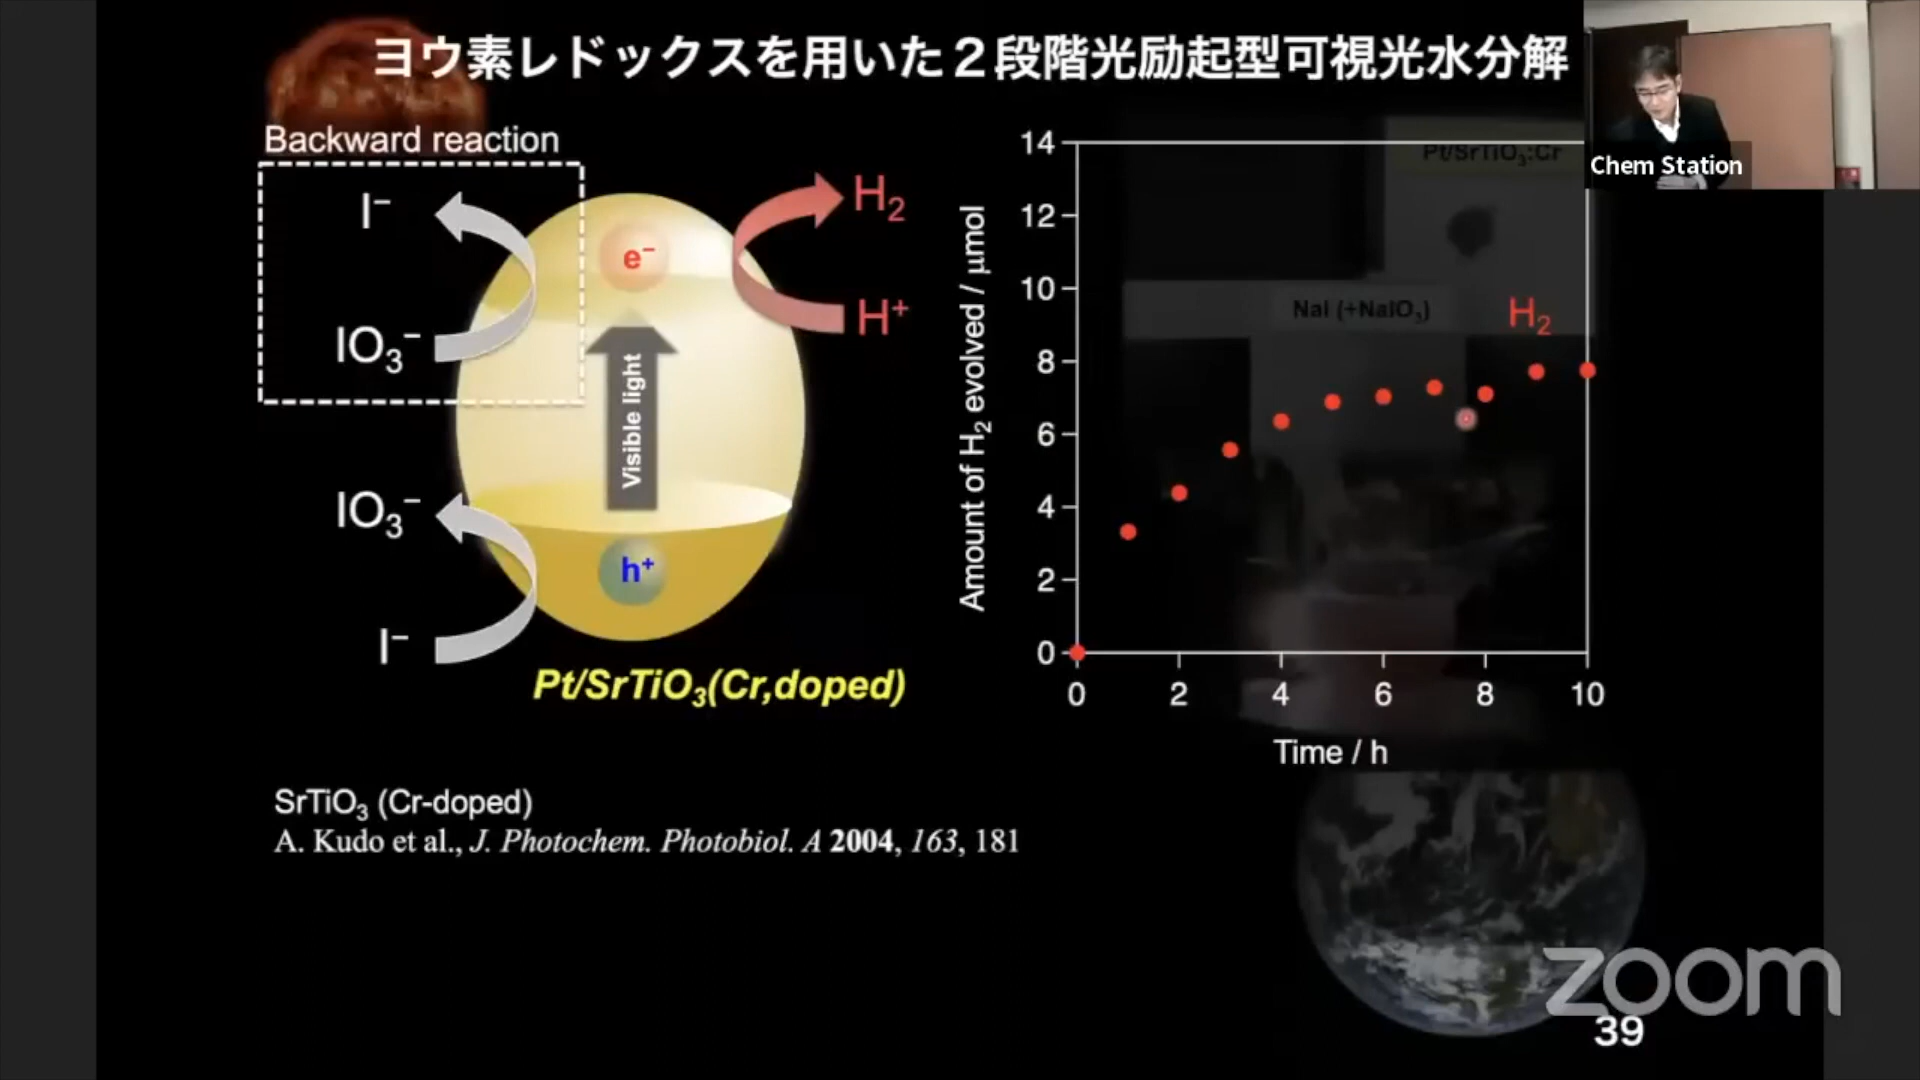 ヨウ素レドックスを用いた２段階光励起型可視光水分解
Chem Station
Backward reaction
I⁻
IO₃⁻
IO₃⁻
I⁻
e⁻
Visible light
h⁺
H₂
H⁺
Pt/SrTiO₃(Cr,doped)
Amount of H₂ evolved / μmol
14
12
10
8
6
4
2
0
0 2 4 6 8 10
Time / h
Pt/SrTiO₃:Cr
NaI (+NaIO₃)
H₂
SrTiO₃ (Cr-doped)
A. Kudo et al., J. Photochem. Photobiol. A 2004, 163, 181
zoom
39